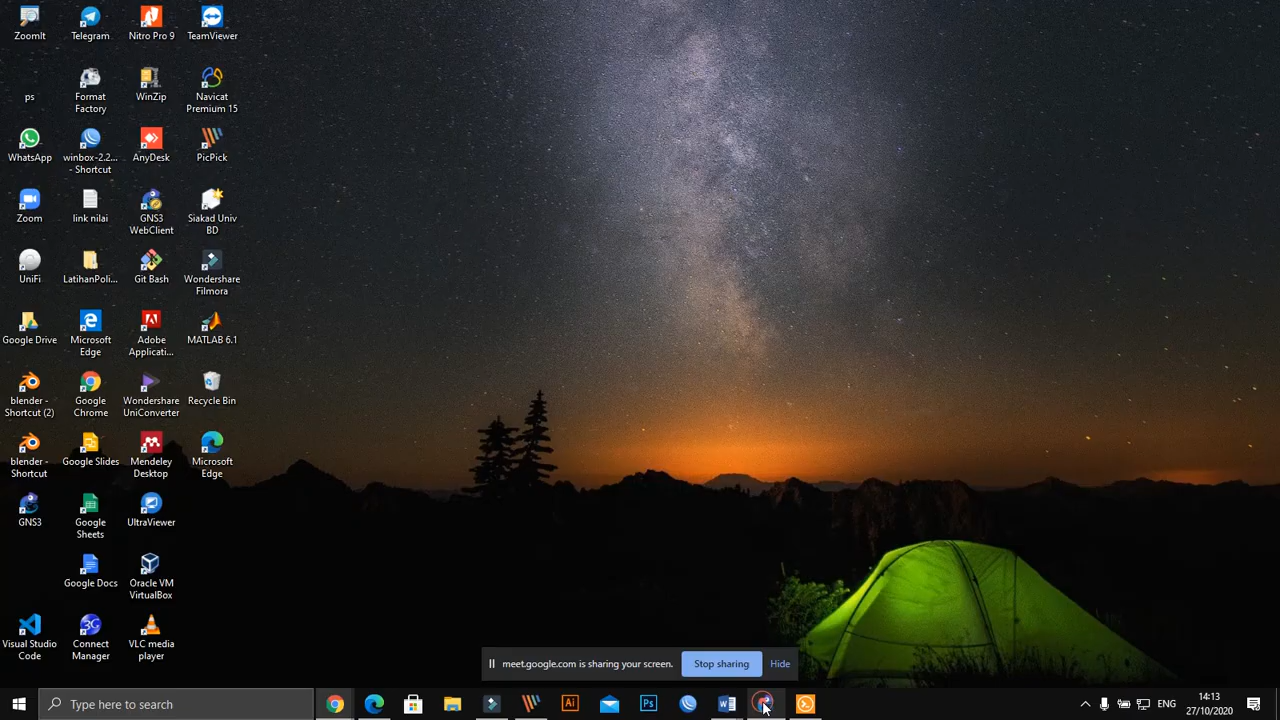 ZoomIt
Telegram
Nitro Pro 9
TeamViewer
ps
Format
Factory
WinZip
Navicat
Premium 15
WhatsApp
winbox-2.2...
- Shortcut
AnyDesk
PicPick
Zoom
link nilai
GNS3
WebClient
Siakad Univ
BD
UniFi
LatihanPoli...
Git Bash
Wondershare
Filmora
Google Drive
Microsoft
Edge
Adobe
Applicati...
MATLAB 6.1
blender -
Shortcut (2)
Google
Chrome
Wondershare
UniConverter
Recycle Bin
blender -
Shortcut
Google Slides
Mendeley
Desktop
Microsoft
Edge
GNS3
Google
Sheets
UltraViewer
Google Docs
Oracle VM
VirtualBox
Visual Studio
Code
Connect
Manager
VLC media
player
meet.google.com is sharing your screen.
Stop sharing
Hide
Type here to search
Ai
Ps
ENG
14:13
27/10/2020